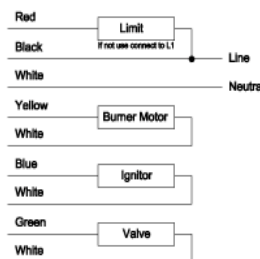 Red
Limit
If not use connect to L1
Black
Line
White
Neutra
Yellow
Burner Motor
White
Blue
Ignitor
White
Green
Valve
White